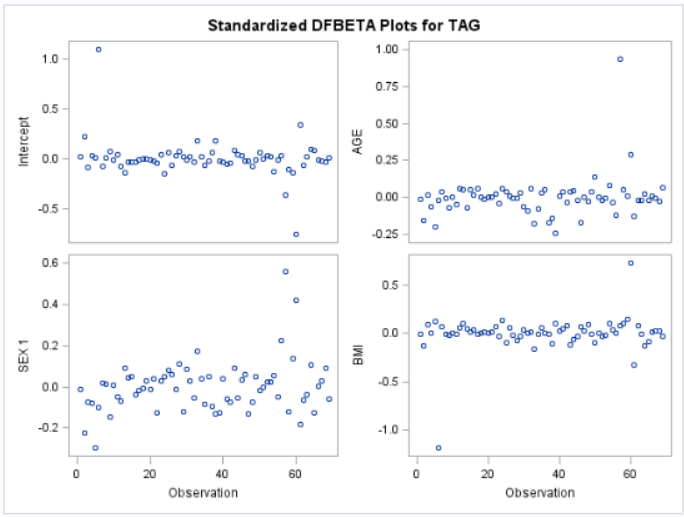 Standardized DFBETA Plots for TAG
Intercept
1.0
0.5
0.0
-0.5
AGE
1.00
0.75
0.50
0.25
0.00
-0.25
SEX 1
0.6
0.4
0.2
0.0
-0.2
0 20 40 60
Observation
BMI
0.5
0.0
-0.5
-1.0
0 20 40 60
Observation